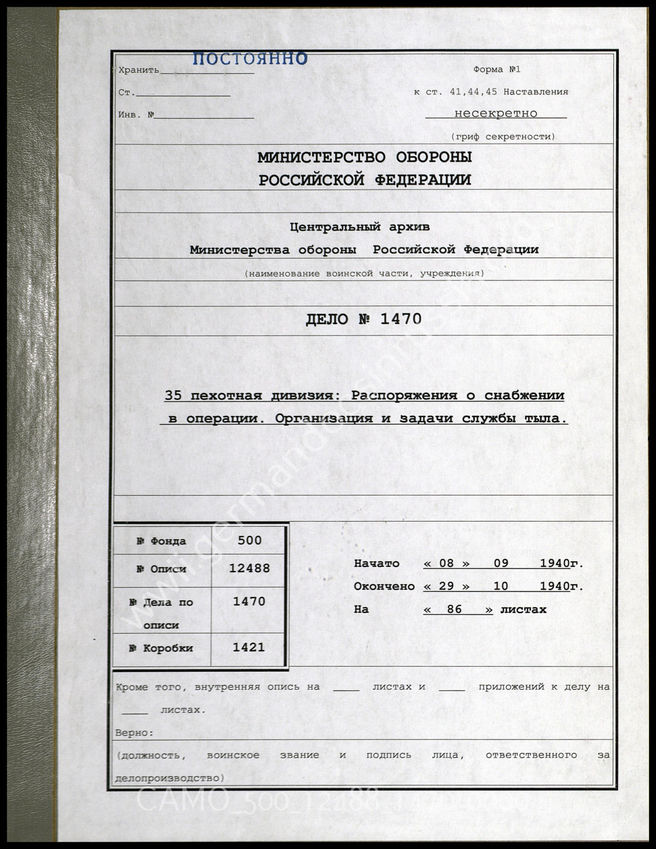 ПОСТОЯННО
Хранить
Форма №1
Ст.
к ст. 41,44,45 Наставления
Инв. №
несекретно
(гриф секретности)
МИНИСТЕРСТВО ОБОРОНЫ
РОССИЙСКОЙ ФЕДЕРАЦИИ
Центральный архив
Министерства обороны Российской Федерации
(наименование воинской части, учреждения)
ДЕЛО № 1470
35 пехотная дивизия: Распоряжения о снабжении
в операции. Организация и задачи службы тыла.
№ Фонда 500
№ Описи 12488
№ Дела по описи 1470
№ Коробки 1421
Начато « 08 » 09 1940г.
Окончено « 29 » 10 1940г.
На « 86 » листах
Кроме того, внутренняя опись на ____ листах и ____ приложений к делу на
____ листах.
Верно:
(должность, воинское звание и подпись лица, ответственного за
делопроизводство)